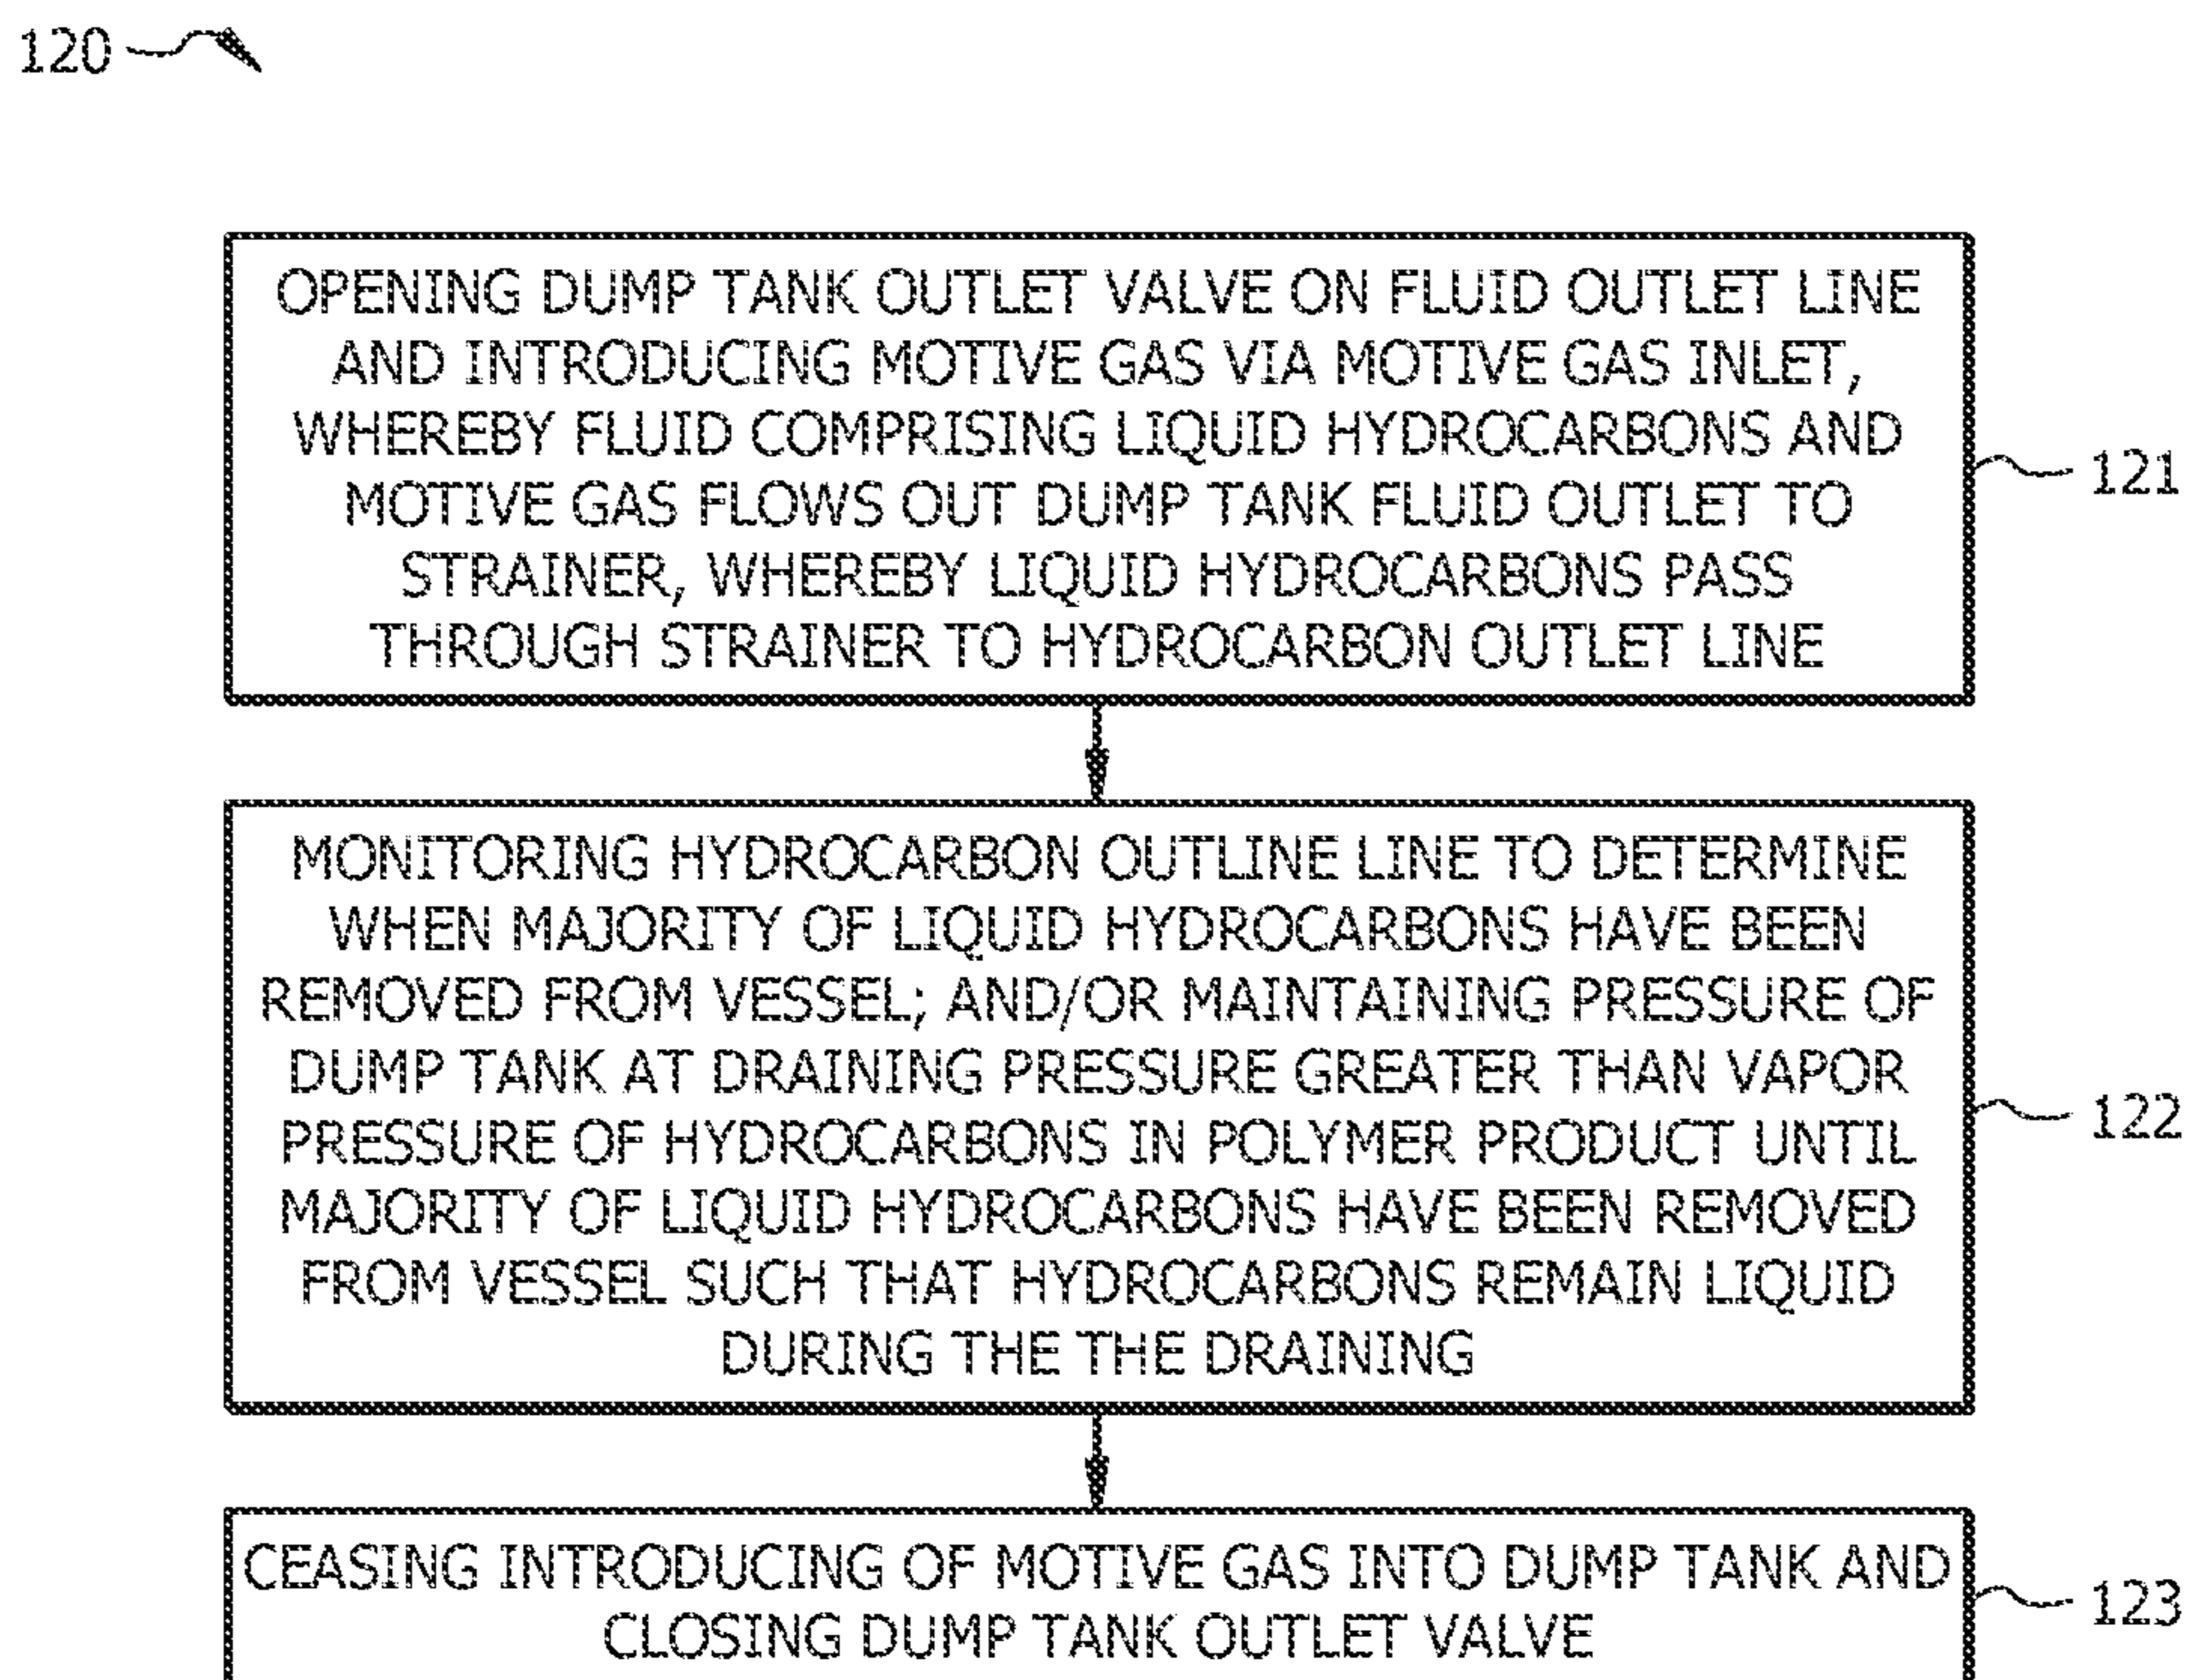 120
OPENING DUMP TANK OUTLET VALVE ON FLUID OUTLET LINE
AND INTRODUCING MOTIVE GAS VIA MOTIVE GAS INLET,
WHEREBY FLUID COMPRISING LIQUID HYDROCARBONS AND
MOTIVE GAS FLOWS OUT DUMP TANK FLUID OUTLET TO
STRAINER, WHEREBY LIQUID HYDROCARBONS PASS
THROUGH STRAINER TO HYDROCARBON OUTLET LINE
121
MONITORING HYDROCARBON OUTLINE LINE TO DETERMINE
WHEN MAJORITY OF LIQUID HYDROCARBONS HAVE BEEN
REMOVED FROM VESSEL; AND/OR MAINTAINING PRESSURE OF
DUMP TANK AT DRAINING PRESSURE GREATER THAN VAPOR
PRESSURE OF HYDROCARBONS IN POLYMER PRODUCT UNTIL
MAJORITY OF LIQUID HYDROCARBONS HAVE BEEN REMOVED
FROM VESSEL SUCH THAT HYDROCARBONS REMAIN LIQUID
DURING THE THE DRAINING
122
CEASING INTRODUCING OF MOTIVE GAS INTO DUMP TANK AND
CLOSING DUMP TANK OUTLET VALVE
123